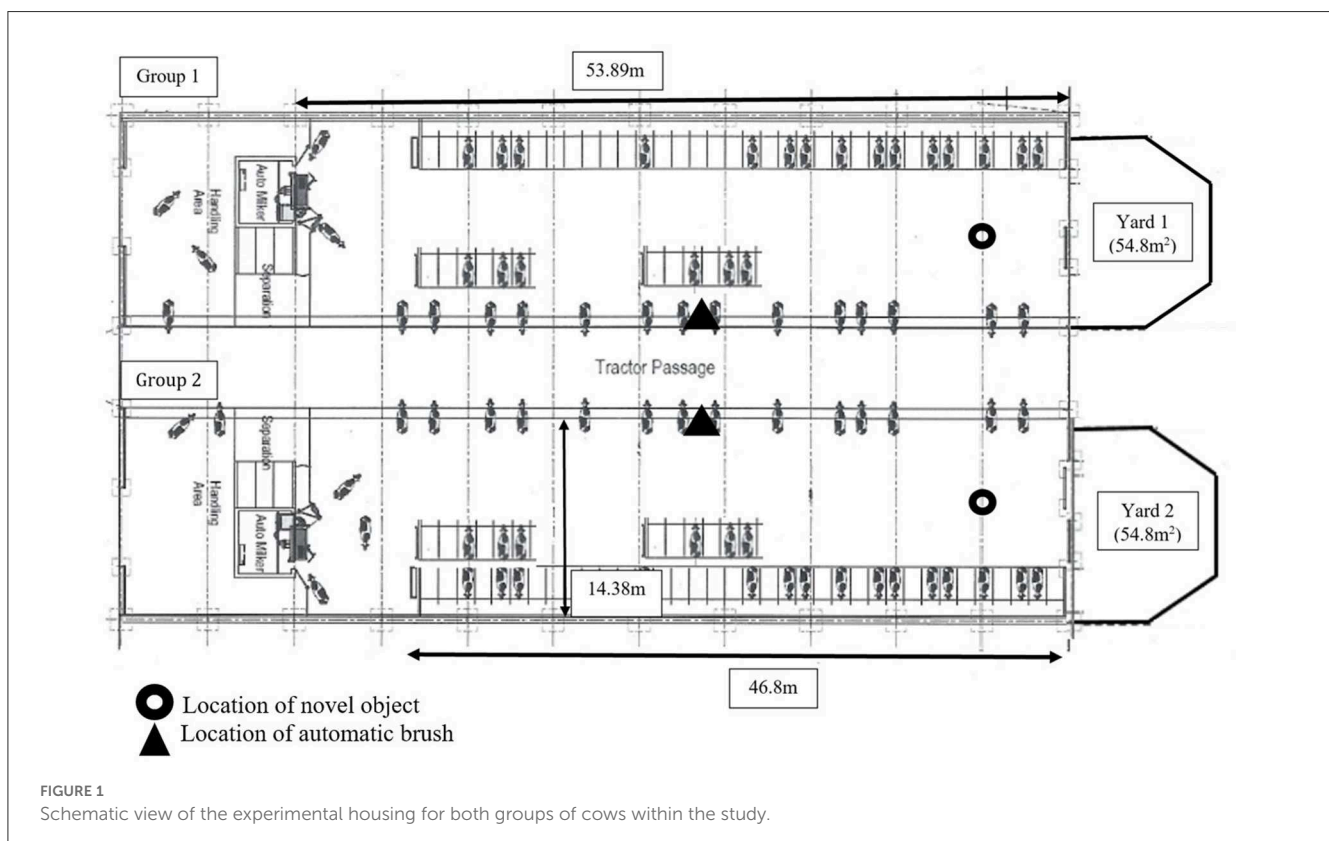 Group 1
53.89m
Auto Milker
Handling
Area
Separation
Yard 1
(54.8m²)
Tractor Passage
Group 2
Separation
Handling
Area
Auto Milker
14.38m
Yard 2
(54.8m²)
46.8m
Location of novel object
Location of automatic brush
FIGURE 1
Schematic view of the experimental housing for both groups of cows within the study.